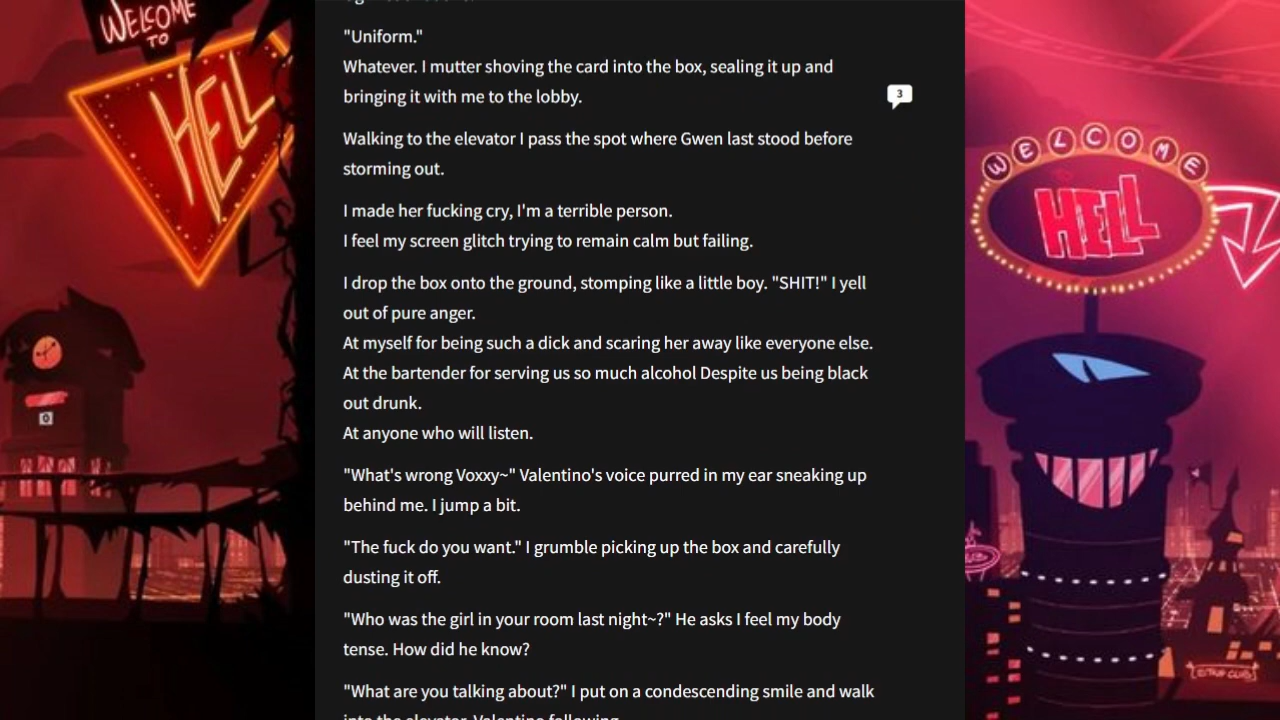 WELCOME
TO
HELL
"Uniform."
Whatever. I mutter shoving the card into the box, sealing it up and
bringing it with me to the lobby.
3
Walking to the elevator I pass the spot where Gwen last stood before
storming out.
I made her fucking cry, I'm a terrible person.
I feel my screen glitch trying to remain calm but failing.
I drop the box onto the ground, stomping like a little boy. "SHIT!" I yell
out of pure anger.
At myself for being such a dick and scaring her away like everyone else.
At the bartender for serving us so much alcohol Despite us being black
out drunk.
At anyone who will listen.
"What's wrong Voxxy~" Valentino's voice purred in my ear sneaking up
behind me. I jump a bit.
"The fuck do you want." I grumble picking up the box and carefully
dusting it off.
"Who was the girl in your room last night~?" He asks I feel my body
tense. How did he know?
"What are you talking about?" I put on a condescending smile and walk
into the elevator, Valentino following
WELCOME
HELL